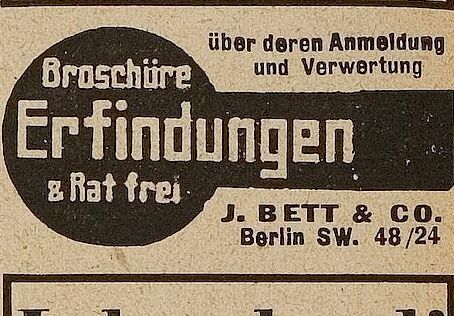 Broschüre
Erfindungen
& Rat frei
über deren Anmeldung
und Verwertung
J. BETT & CO.
Berlin SW. 48/24